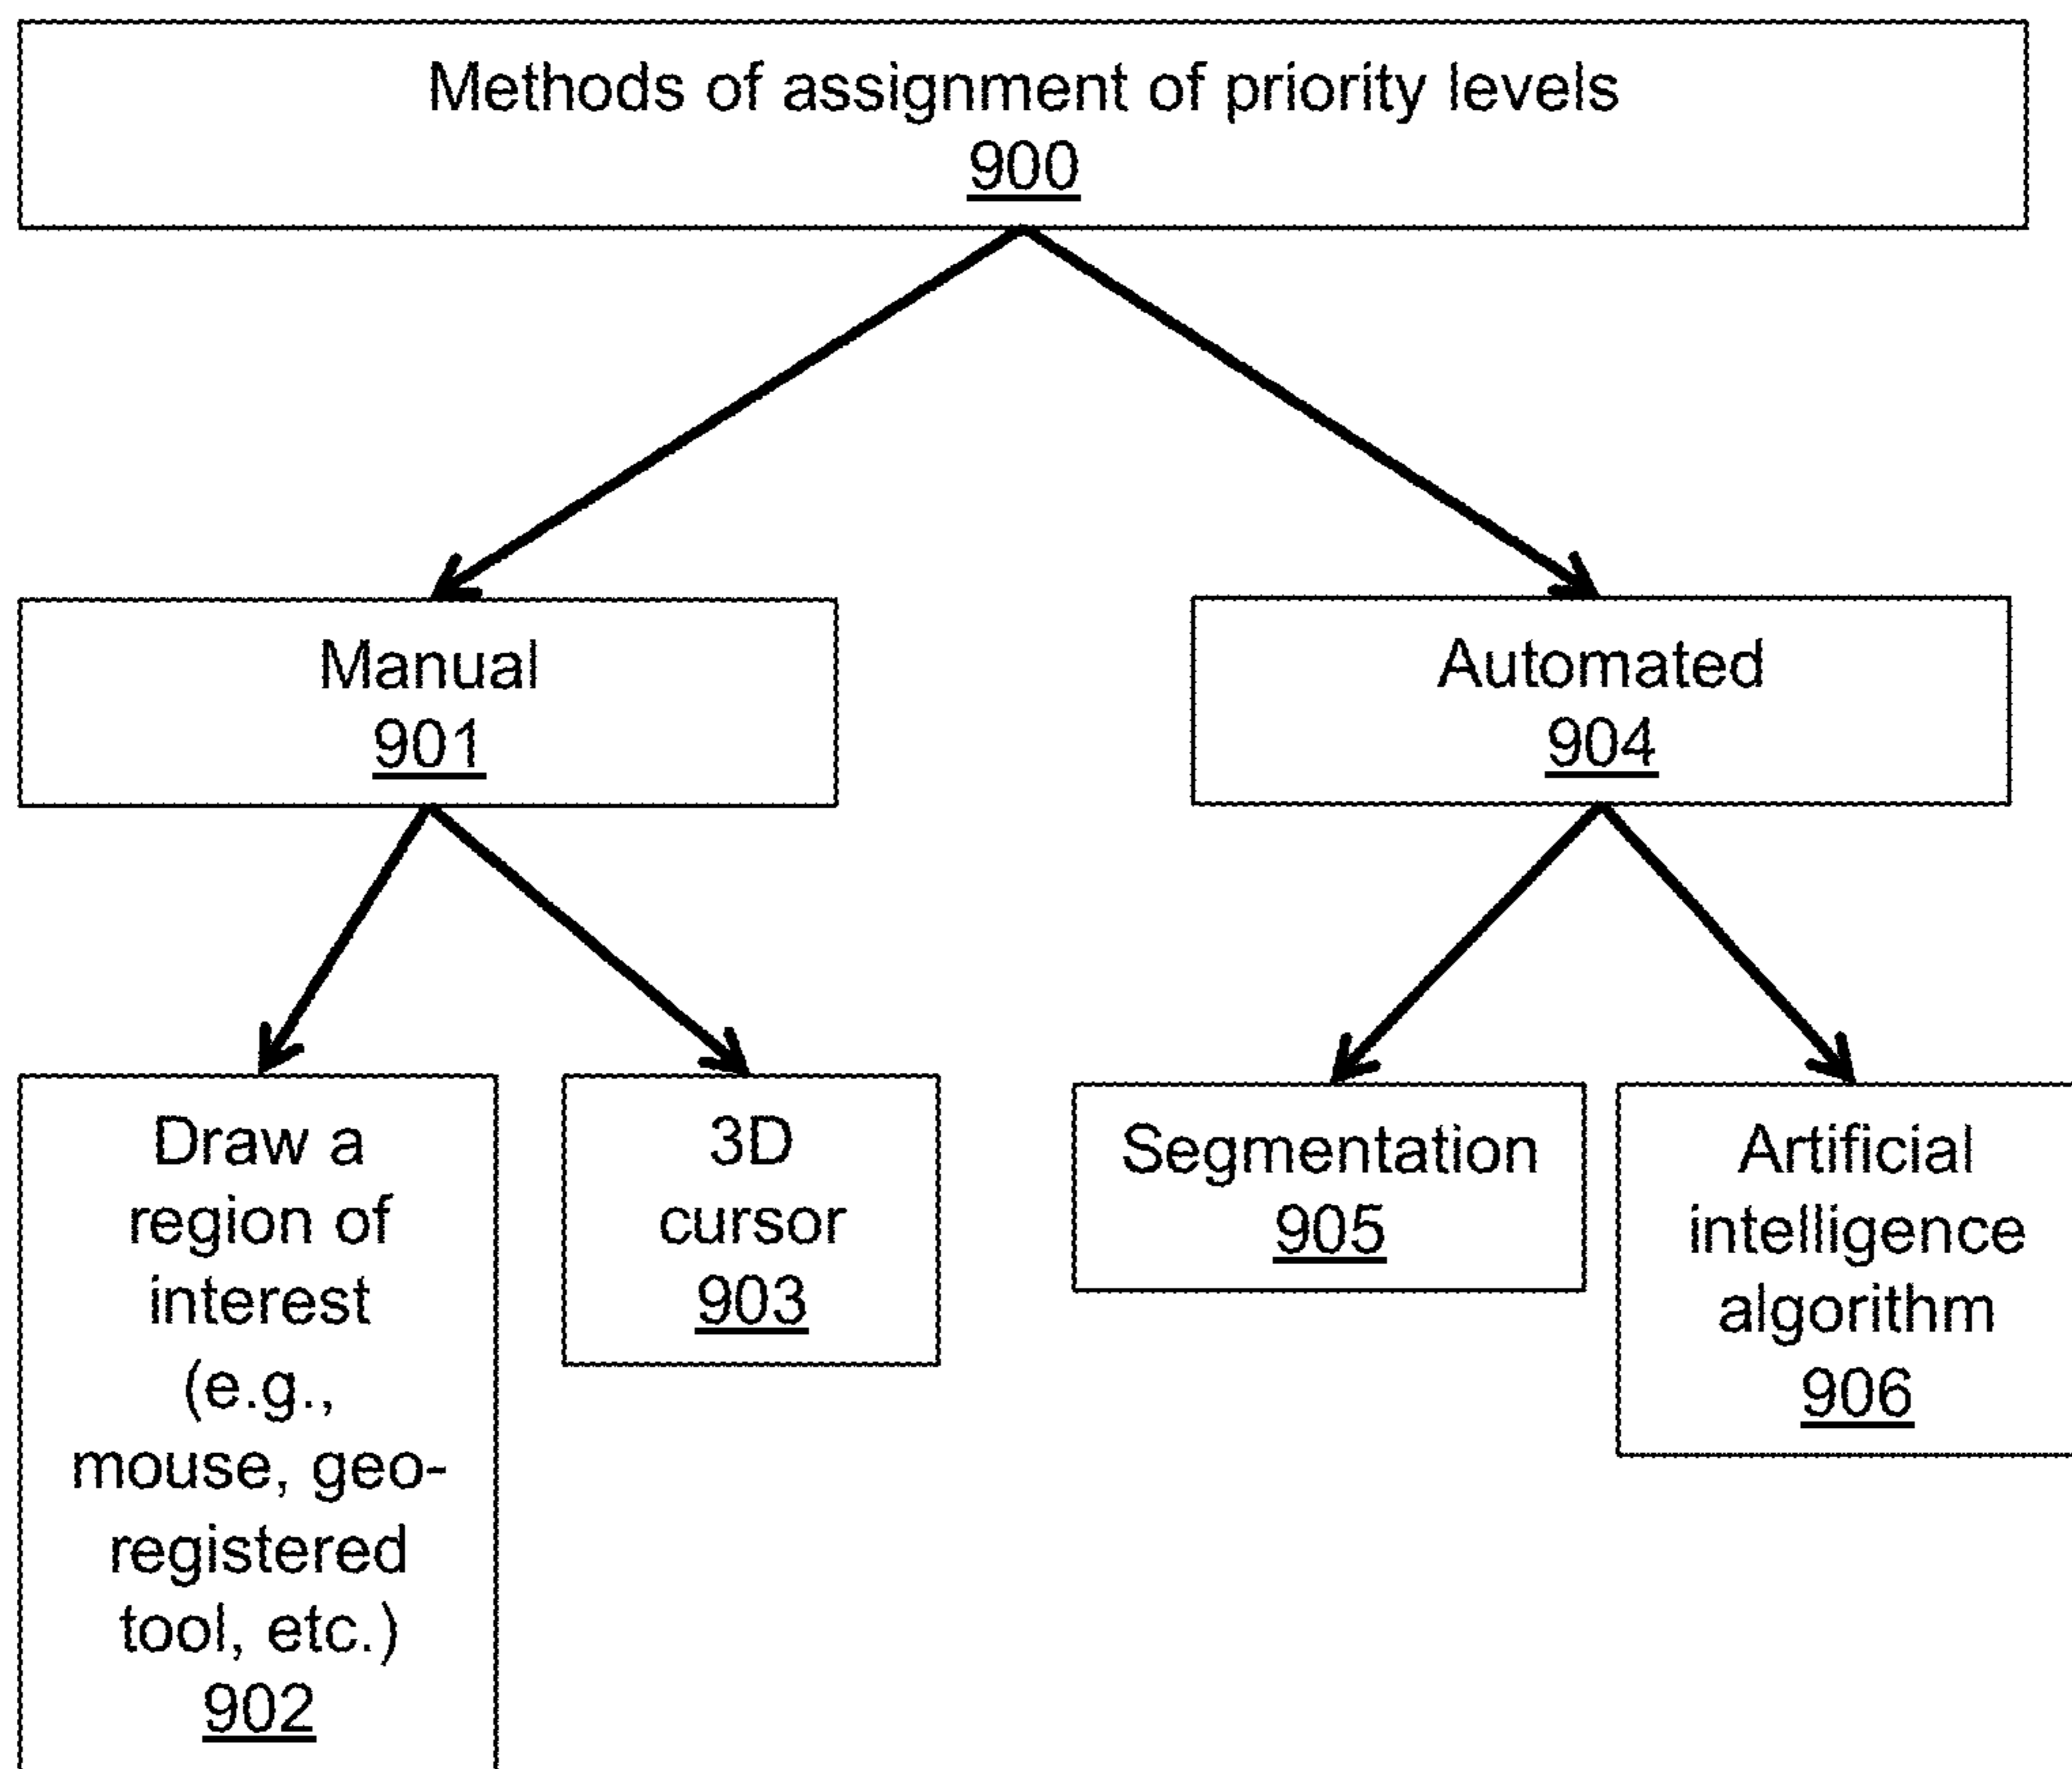 Methods of assignment of priority levels
900
Manual
901
Automated
904
Draw a
region of
interest
(e.g.,
mouse, geo-
registered
tool, etc.)
902
3D
cursor
903
Segmentation
905
Artificial
intelligence
algorithm
906